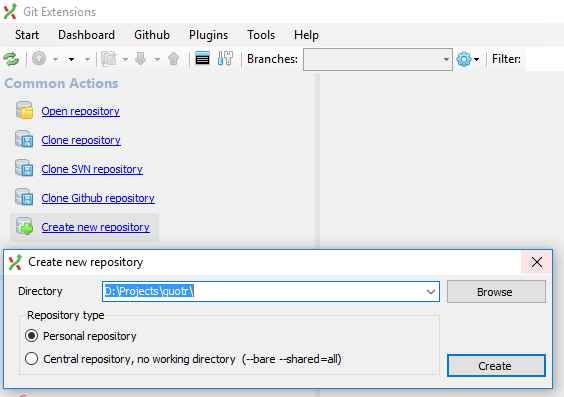 Git Extensions
Start Dashboard Github Plugins Tools Help
Branches: Filter:
Common Actions
Open repository
Clone repository
Clone SVN repository
Clone Github repository
Create new repository
Create new repository
Directory D:\Projects\quotr\ Browse
Repository type
Personal repository
Central repository, no working directory (--bare --shared=all)
Create